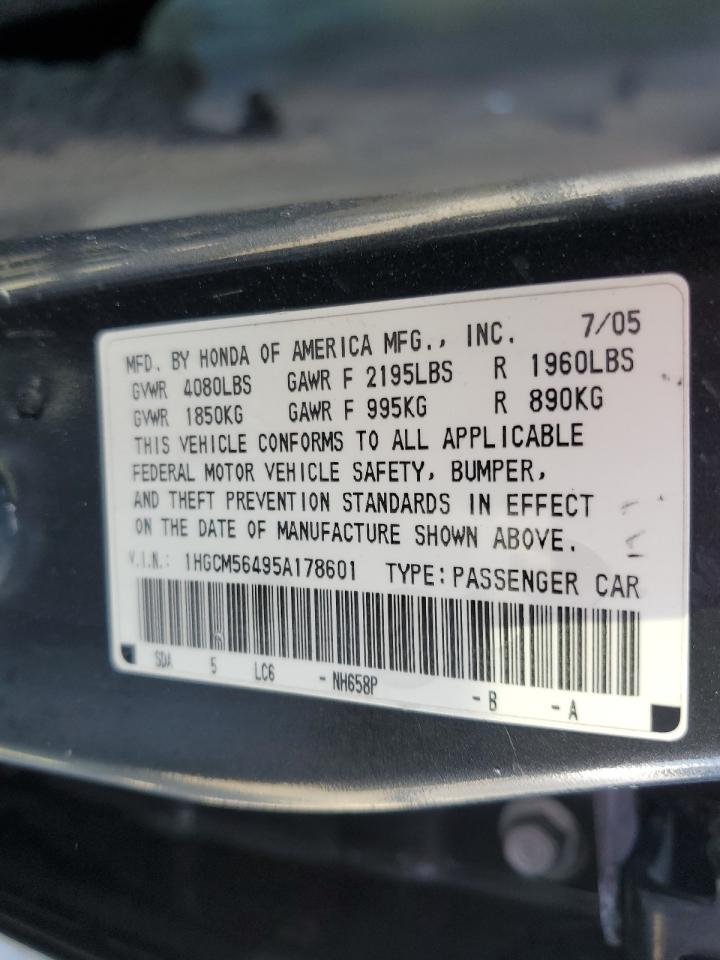 MFD. BY HONDA OF AMERICA MFG., INC. 7/05
GVWR 4080LBS GAWR F 2195LBS R 1960LBS
GVWR 1850KG GAWR F 995KG R 890KG
THIS VEHICLE CONFORMS TO ALL APPLICABLE
FEDERAL MOTOR VEHICLE SAFETY, BUMPER,
AND THEFT PREVENTION STANDARDS IN EFFECT
ON THE DATE OF MANUFACTURE SHOWN ABOVE.
V.I.N.: 1HGCM56495A178601 TYPE: PASSENGER CAR
SDA 5 LC6 - NH658P - B - A